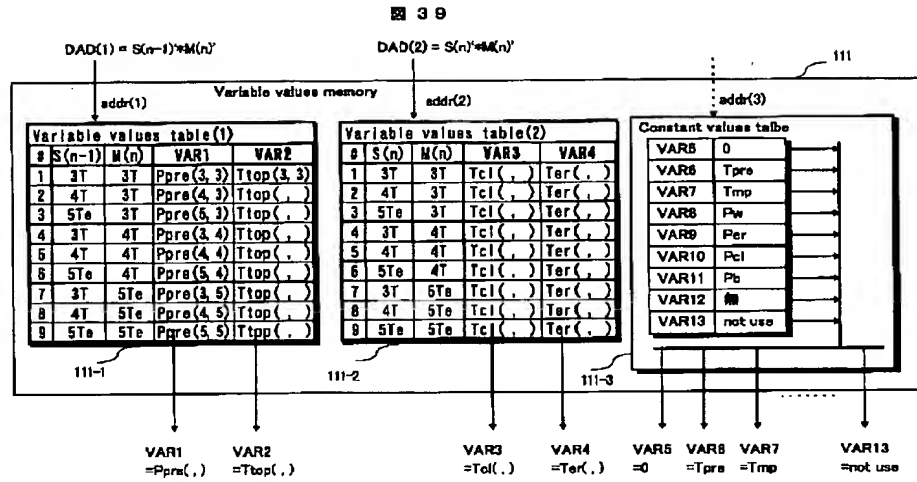 図 39
DAD(1) = S(n-1)'*M(n)'
DAD(2) = S(n)'*M(n)'
111
Variable values memory
addr(1)
addr(2)
addr(3)
Variable values table(1)
# S(n-1) M(n) VAR1 VAR2
1 3T 3T Ppre(3, 3) Ttop(3, 3)
2 4T 3T Ppre(4, 3) Ttop( , )
3 5Te 3T Ppre(5, 3) Ttop( , )
4 3T 4T Ppre(3, 4) Ttop( , )
5 4T 4T Ppre(4, 4) Ttop( , )
6 5Te 4T Ppre(5, 4) Ttop( , )
7 3T 5Te Ppre(3, 5) Ttop( , )
8 4T 5Te Ppre(4, 5) Ttop( , )
9 5Te 5Te Ppre(5, 5) Ttop( , )
111-1
Variable values table(2)
# S(n) M(n) VAR3 VAR4
1 3T 3T Tcl( , ) Ter( , )
2 4T 3T Tcl( , ) Ter( , )
3 5Te 3T Tcl( , ) Ter( , )
4 3T 4T Tcl( , ) Ter( , )
5 4T 4T Tcl( , ) Ter( , )
6 5Te 4T Tcl( , ) Ter( , )
7 3T 5Te Tcl( , ) Ter( , )
8 4T 5Te Tcl( , ) Ter( , )
9 5Te 5Te Tcl( , ) Ter( , )
111-2
Constant values talbe
VAR5 0
VAR6 Tpre
VAR7 Tmp
VAR8 Pw
VAR9 Per
VAR10 Pcl
VAR11 Pb
VAR12 無
VAR13 not use
111-3
VAR1 =Ppre(,)
VAR2 =Ttop(,)
VAR3 =Tcl(,)
VAR4 =Ter(,)
VAR5 =0
VAR6 =Tpre
VAR7 =Tmp
VAR13 =not use